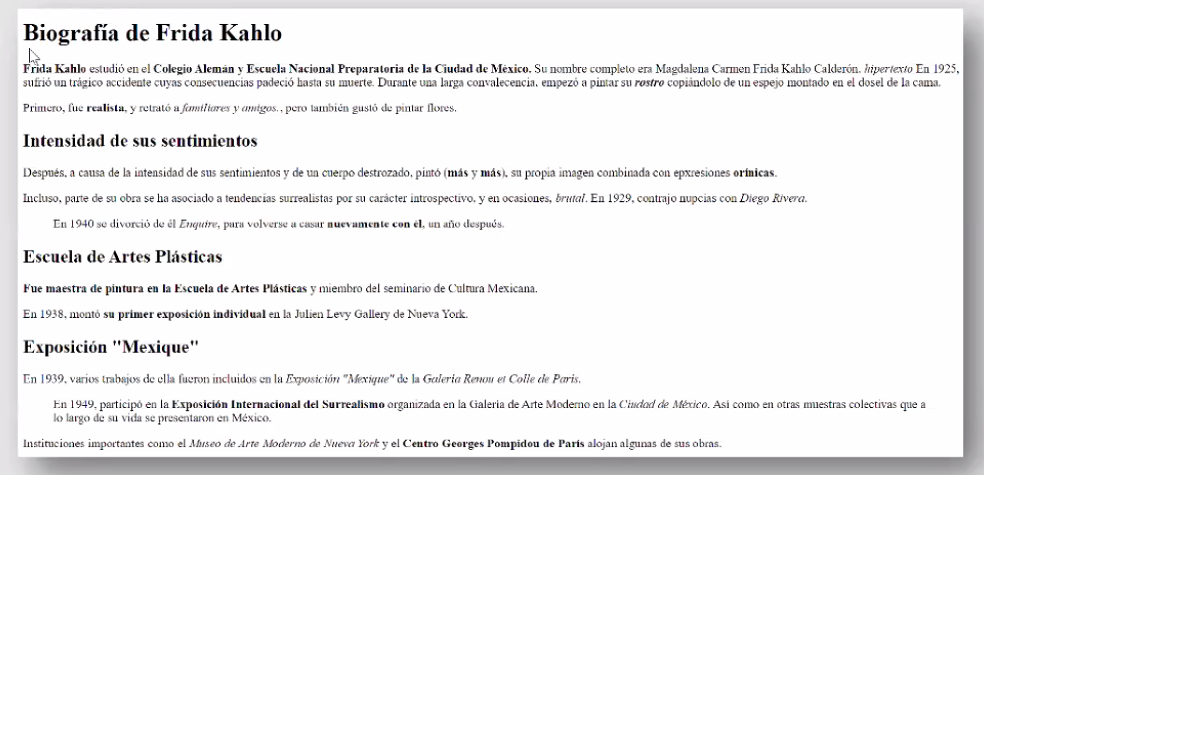 Biografía de Frida Kahlo
Frida Kahlo estudió en el Colegio Alemán y Escuela Nacional Preparatoria de la Ciudad de México. Su nombre completo era Magdalena Carmen Frida Kahlo Calderón. hipertexto En 1925,
sufrió un trágico accidente cuyas consecuencias padeció hasta su muerte. Durante una larga convalecencia, empezó a pintar su rostro copiándolo de un espejo montado en el dosel de la cama.
Primero, fue realista, y retrató a familiares y amigos., pero también gustó de pintar flores.
Intensidad de sus sentimientos
Después, a causa de la intensidad de sus sentimientos y de un cuerpo destrozado, pintó (más y más), su propia imagen combinada con epxresiones orínicas.
Incluso, parte de su obra se ha asociado a tendencias surrealistas por su carácter introspectivo, y en ocasiones, brutal. En 1929, contrajo nupcias con Diego Rivera.
En 1940 se divorció de él Enquire, para volverse a casar nuevamente con él, un año después.
Escuela de Artes Plásticas
Fue maestra de pintura en la Escuela de Artes Plásticas y miembro del seminario de Cultura Mexicana.
En 1938, montó su primer exposición individual en la Julien Levy Gallery de Nueva York.
Exposición "Mexique"
En 1939, varios trabajos de ella fueron incluidos en la Exposición "Mexique" de la Galería Renou et Colle de Paris.
En 1949, participó en la Exposición Internacional del Surrealismo organizada en la Galeria de Arte Moderno en la Ciudad de México. Así como en otras muestras colectivas que a
lo largo de su vida se presentaron en México.
Instituciones importantes como el Museo de Arte Moderno de Nueva York y el Centro Georges Pompidou de París alojan algunas de sus obras.